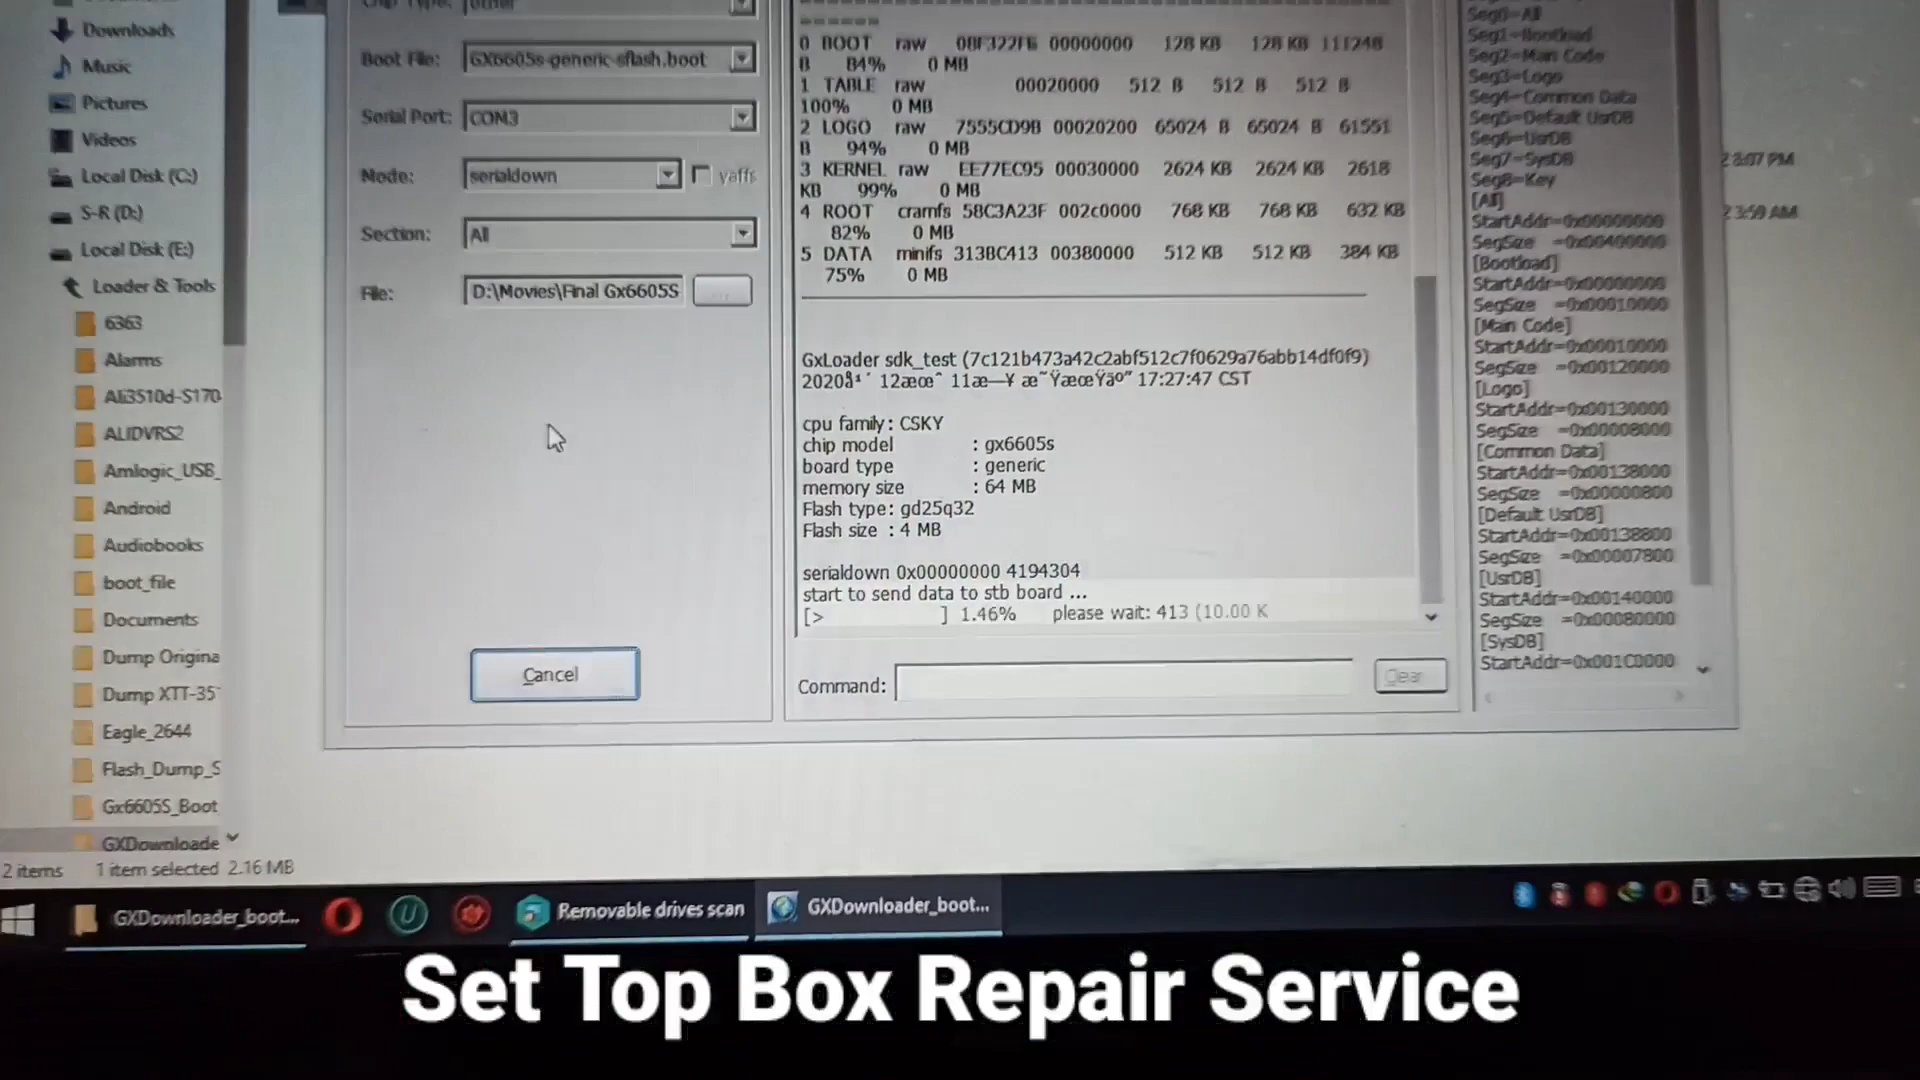 Downloads
Music
Pictures
Videos
Local Disk (C:)
S-R (D:)
Local Disk (E:)
Loader & Tools
6363
Alarms
Ali3510d-S170
ALIDVRS2
Amlogic_USB_
Android
Audiobooks
boot_file
Documents
Dump Origina
Dump XTT-35
Eagle_2644
Flash_Dump_S
Gx6605S_Boot
GXDownloade
2 items 1 item selected 2.16 MB
Chip Type: other
Boot File: GX6605s-generic-sflash.boot
Serial Port: COM3
Mode: serialdown yaffs
Section: All
File: D:\Movies\Final Gx6605S ...
Cancel
======
0 BOOT raw 08F322F6 00000000 128 KB 128 KB 111248
B 84% 0 MB
1 TABLE raw 00020000 512 B 512 B 512 B
100% 0 MB
2 LOGO raw 7555CD9B 00020200 65024 B 65024 B 61551
B 94% 0 MB
3 KERNEL raw EE77EC95 00030000 2624 KB 2624 KB 2618
KB 99% 0 MB
4 ROOT cramfs 58C3A23F 002c0000 768 KB 768 KB 632 KB
82% 0 MB
5 DATA minifs 313BC413 00380000 512 KB 512 KB 384 KB
75% 0 MB
GxLoader sdk_test (7c121b473a42c2abf512c7f0629a76abb14df0f9)
2020å¹´ 12æœˆ 11æ—¥ æ˜ŸæœŸäº” 17:27:47 CST
cpu family : CSKY
chip model : gx6605s
board type : generic
memory size : 64 MB
Flash type: gd25q32
Flash size : 4 MB
serialdown 0x00000000 4194304
start to send data to stb board ...
[> ] 1.46% please wait: 413 (10.00 K
Command: Clear
Seg0=All
Seg1=Bootload
Seg2=Main Code
Seg3=Logo
Seg4=Common Data
Seg5=Default UsrDB
Seg6=UsrDB
Seg7=SysDB
Seg8=Key
[All]
StartAddr=0x00000000
SegSize =0x00400000
[Bootload]
StartAddr=0x00000000
SegSize =0x00010000
[Main Code]
StartAddr=0x00010000
SegSize =0x00120000
[Logo]
StartAddr=0x00130000
SegSize =0x00008000
[Common Data]
StartAddr=0x00138000
SegSize =0x00000800
[Default UsrDB]
StartAddr=0x00138800
SegSize =0x00007800
[UsrDB]
StartAddr=0x00140000
SegSize =0x00080000
[SysDB]
StartAddr=0x001C0000
2 8:07 PM
2 3:59 AM
GXDownloader_boot... Removable drives scan GXDownloader_boot...
Set Top Box Repair Service